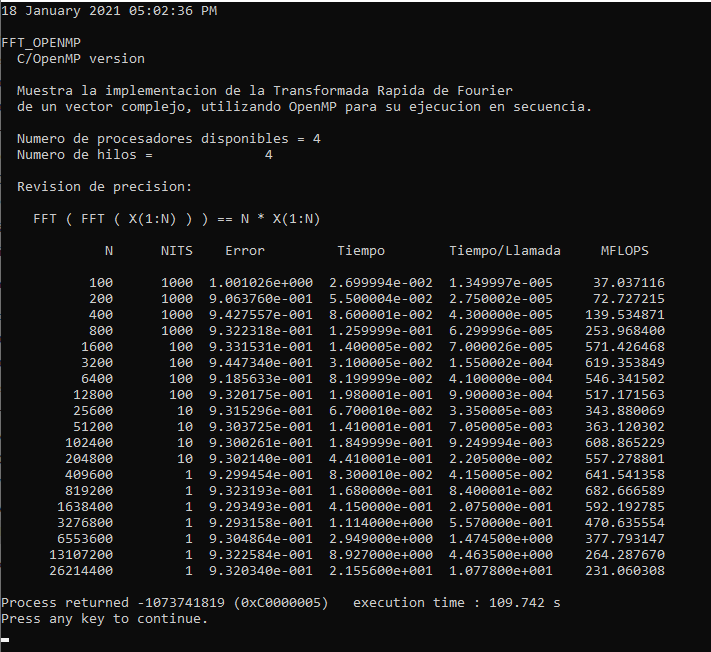 18 January 2021 05:02:36 PM
FFT_OPENMP
C/OpenMP version
Muestra la implementacion de la Transformada Rapida de Fourier
de un vector complejo, utilizando OpenMP para su ejecucion en secuencia.
Numero de procesadores disponibles = 4
Numero de hilos =              4
Revision de precision:
FFT ( FFT ( X(1:N) ) ) == N * X(1:N)
N      NITS    Error         Tiempo        Tiempo/Llamada     MFLOPS
100      1000  1.001026e+000  2.699994e-002  1.349997e-005     37.037116
200      1000  9.063760e-001  5.500004e-002  2.750002e-005     72.727215
400      1000  9.427557e-001  8.600001e-002  4.300000e-005    139.534871
800      1000  9.322318e-001  1.259999e-001  6.299996e-005    253.968400
1600       100  9.331531e-001  1.400005e-002  7.000026e-005    571.426468
3200       100  9.447340e-001  3.100005e-002  1.550002e-004    619.353849
6400       100  9.185633e-001  8.199999e-002  4.100000e-004    546.341502
12800       100  9.320175e-001  1.980001e-001  9.900003e-004    517.171563
25600        10  9.315296e-001  6.700010e-002  3.350005e-003    343.880069
51200        10  9.303725e-001  1.410001e-001  7.050005e-003    363.120302
102400        10  9.300261e-001  1.849999e-001  9.249994e-003    608.865229
204800        10  9.302140e-001  4.410001e-001  2.205000e-002    557.278801
409600         1  9.299454e-001  8.300010e-002  4.150005e-002    641.541358
819200         1  9.323193e-001  1.680000e-001  8.400001e-002    682.666589
1638400         1  9.293493e-001  4.150000e-001  2.075000e-001    592.192785
3276800         1  9.293158e-001  1.114000e+000  5.570000e-001    470.635554
6553600         1  9.304864e-001  2.949000e+000  1.474500e+000    377.793147
13107200         1  9.322584e-001  8.927000e+000  4.463500e+000    264.287670
26214400         1  9.320340e-001  2.155600e+001  1.077800e+001    231.060308
Process returned -1073741819 (0xC0000005)   execution time : 109.742 s
Press any key to continue.